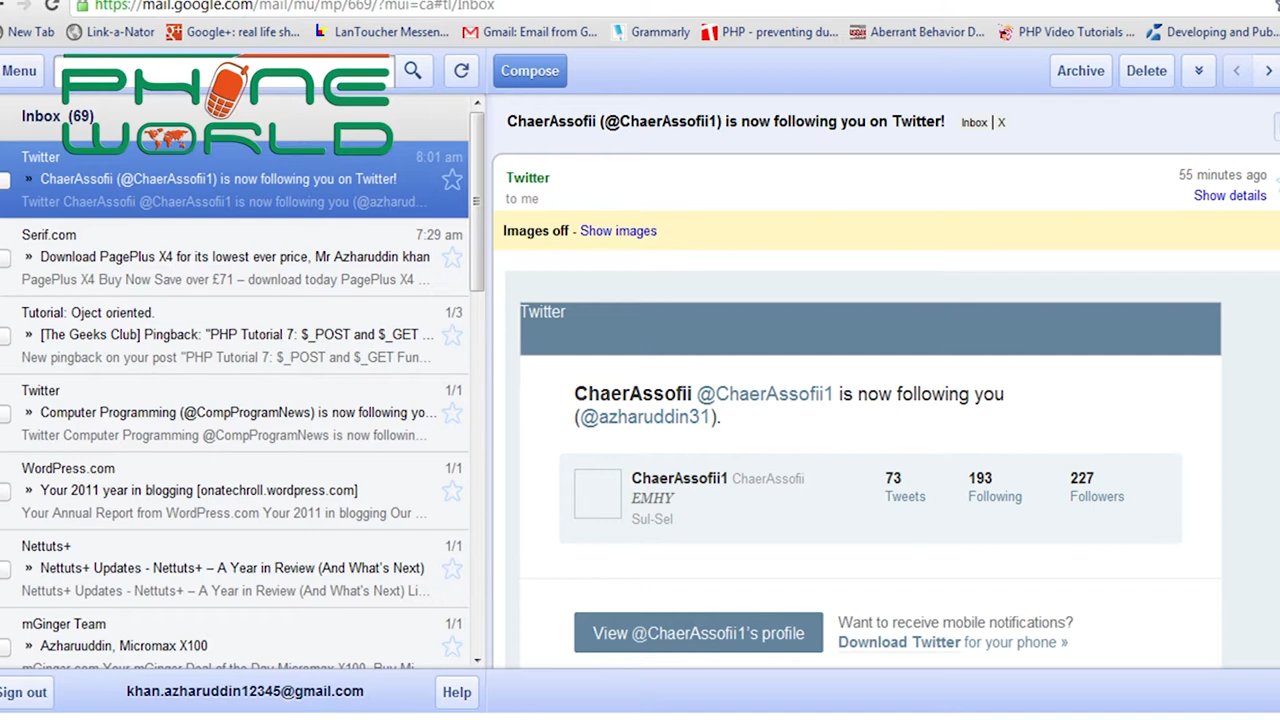 https://mail.google.com/mail/mu/mp/669/?mui=ca#tl/Inbox
New Tab Link-a-Nator Google+: real life sh... LanToucher Messen... Gmail: Email from G... Grammarly PHP - preventing du... Aberrant Behavior D... PHP Video Tutorials ... Developing and Pub...
Menu
PHONE
WORLD
Compose
Archive
Delete
Inbox (69)
Twitter 8:01 am
» ChaerAssofii (@ChaerAssofii1) is now following you on Twitter!
Twitter ChaerAssofii @ChaerAssofii1 is now following you (@azharud...
Serif.com 7:29 am
» Download PagePlus X4 for its lowest ever price, Mr Azharuddin khan
PagePlus X4 Buy Now Save over £71 – download today PagePlus X4 ...
Tutorial: Oject oriented. 1/3
» [The Geeks Club] Pingback: "PHP Tutorial 7: $_POST and $_GET ...
New pingback on your post "PHP Tutorial 7: $_POST and $_GET Fun...
Twitter 1/1
» Computer Programming (@CompProgramNews) is now following yo...
Twitter Computer Programming @CompProgramNews is now followin...
WordPress.com 1/1
» Your 2011 year in blogging [onatechroll.wordpress.com]
Your Annual Report from WordPress.com Your 2011 in blogging Our ...
Nettuts+ 1/1
» Nettuts+ Updates - Nettuts+ – A Year in Review (And What's Next)
Nettuts+ Updates - Nettuts+ – A Year in Review (And What's Next) Li...
mGinger Team 1/1
» Azharuuddin, Micromax X100
mGinger.com Your mGinger Deal of the Day Micromax X100 Buy Mi...
Sign out khan.azharuddin12345@gmail.com Help
ChaerAssofii (@ChaerAssofii1) is now following you on Twitter! Inbox | X
Twitter 55 minutes ago
to me Show details
Images off - Show images
Twitter
ChaerAssofii @ChaerAssofii1 is now following you
(@azharuddin31).
ChaerAssofii1 ChaerAssofii
EMHY
Sul-Sel
73 193 227
Tweets Following Followers
View @ChaerAssofii1's profile
Want to receive mobile notifications?
Download Twitter for your phone »